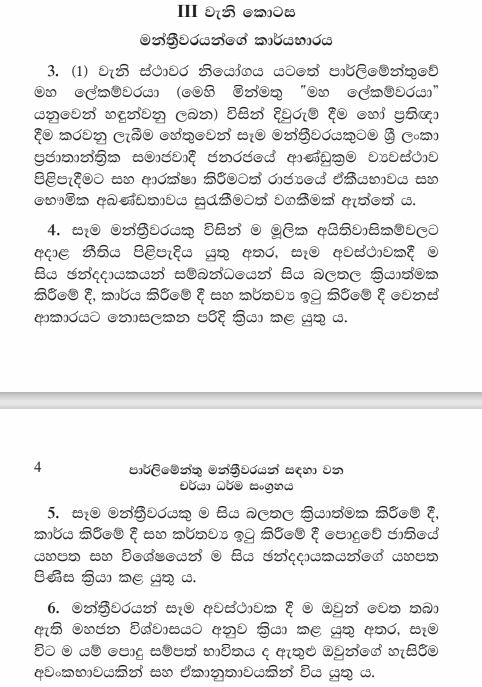 III වැනි කොටස
මන්ත්‍රීවරයන්ගේ කාර්යභාරය
3. (1) වැනි ස්ථාවර නියෝගය යටතේ පාර්ලිමේන්තුවේ
මහ ලේකම්වරයා (මෙහි මින්මතු "මහ ලේකම්වරයා"
යනුවෙන් හඳුන්වනු ලබන) විසින් දිවුරුම් දීම හෝ ප්‍රතිඥා
දීම කරවනු ලැබීම හේතුවෙන් සෑම මන්ත්‍රීවරයකුටම ශ්‍රී ලංකා
ප්‍රජාතාන්ත්‍රික සමාජවාදී ජනරජයේ ආණ්ඩුක්‍රම ව්‍යවස්ථාව
පිළිපැදීමට සහ ආරක්ෂා කිරීමටත් රාජ්‍යයේ ඒකීයභාවය සහ
භෞමික අඛණ්ඩතාවය සුරැකීමටත් වගකීමක් ඇත්තේ ය.
4. සෑම මන්ත්‍රීවරයකු විසින් ම මූලික අයිතිවාසිකම්වලට
අදාළ නීතිය පිළිපැදිය යුතු අතර, සෑම අවස්ථාවකදී ම
සිය ඡන්දදායකයන් සම්බන්ධයෙන් සිය බලතල ක්‍රියාත්මක
කිරීමේ දී, කාර්ය කිරීමේ දී සහ කර්තව්‍ය ඉටු කිරීමේ දී වෙනස්
ආකාරයට නොසලකන පරිදි ක්‍රියා කළ යුතු ය.
4
පාර්ලිමේන්තු මන්ත්‍රීවරයන් සඳහා වන
චර්යා ධර්ම සංග්‍රහය
5. සෑම මන්ත්‍රීවරයකු ම සිය බලතල ක්‍රියාත්මක කිරීමේ දී,
කාර්ය කිරීමේ දී සහ කර්තව්‍ය ඉටු කිරීමේ දී පොදුවේ ජාතියේ
යහපත සහ විශේෂයෙන් ම සිය ඡන්දදායකයන්ගේ යහපත
පිණිස ක්‍රියා කළ යුතු ය.
6. මන්ත්‍රීවරයන් සෑම අවස්ථාවක දී ම ඔවුන් වෙත තබා
ඇති මහජන විශ්වාසයට අනුව ක්‍රියා කළ යුතු අතර, සෑම
විට ම යම් පොදු සම්පත් භාවිතය ද ඇතුළු ඔවුන්ගේ හැසිරීම
අවංකභාවයකින් සහ ඒකානුතාවයකින් විය යුතු ය.